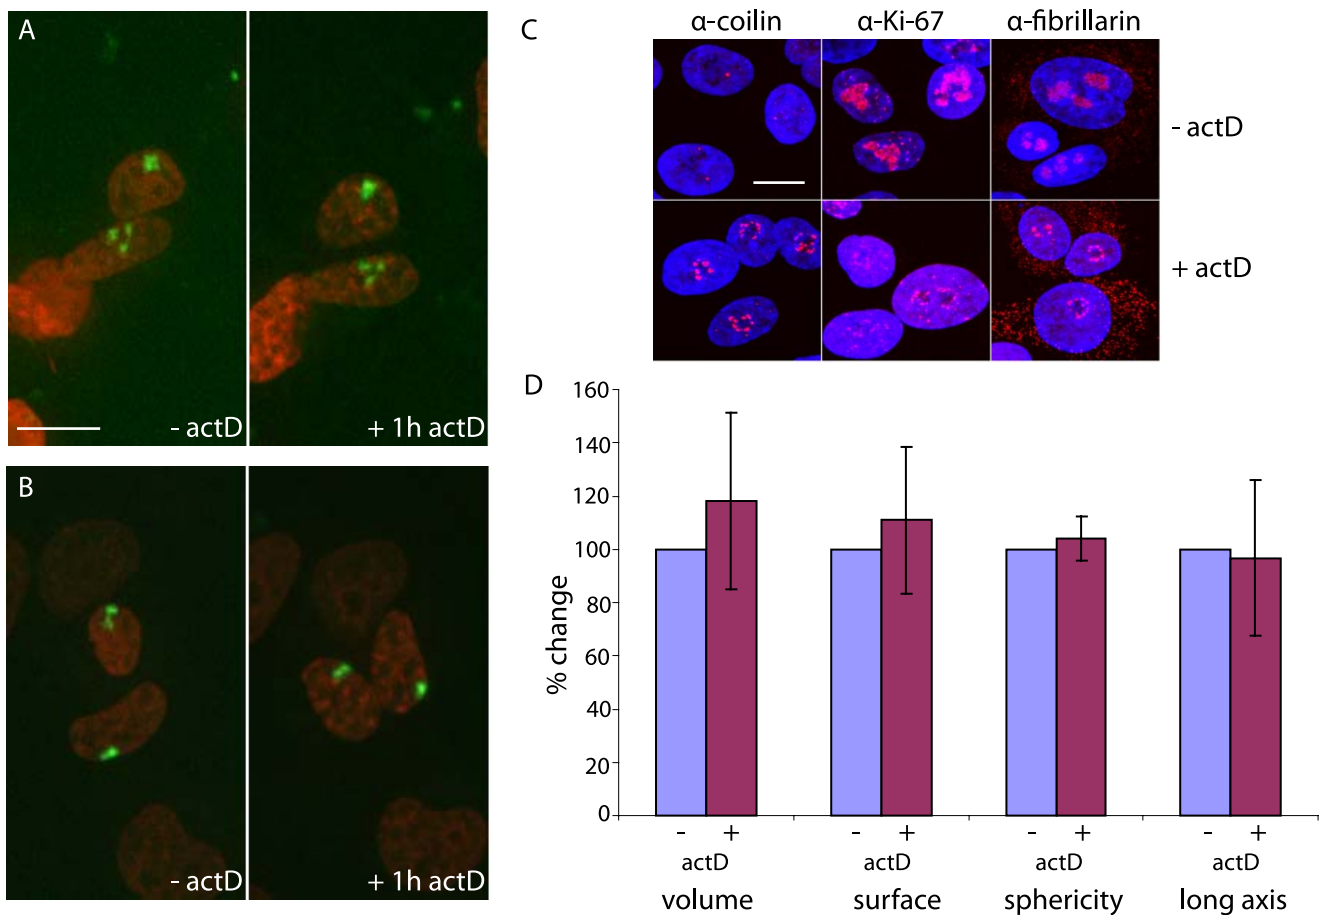 A
- actD
+ 1h actD
B
- actD
+ 1h actD
C
α-coilin α-Ki-67 α-fibrillarin
- actD
+ actD
D
% change
160
140
120
100
80
60
40
20
0
- + - + - + - +
actD actD actD actD
volume surface sphericity long axis